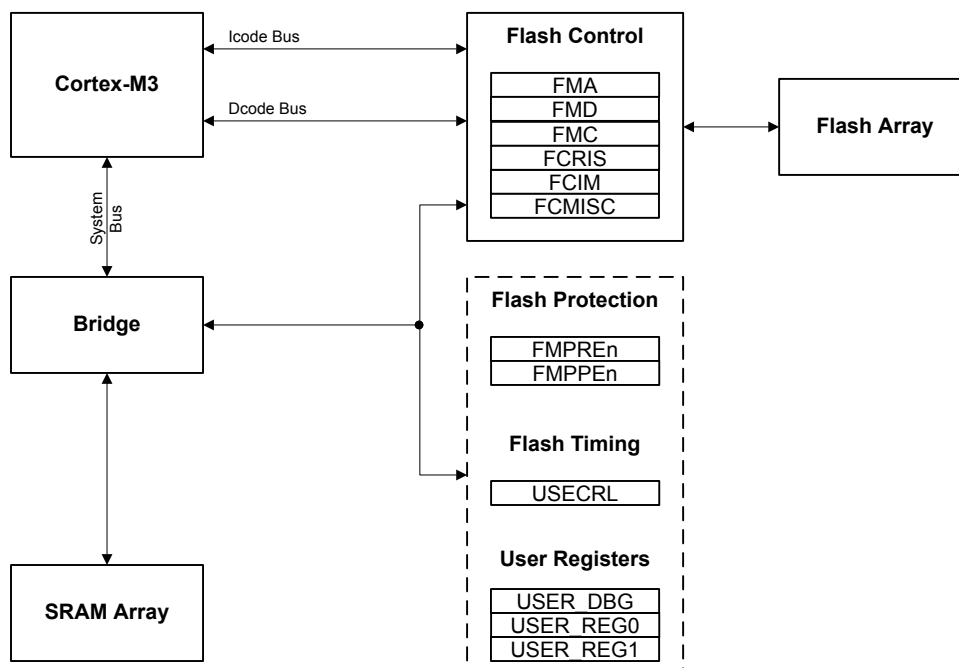 Cortex-M3
Icode Bus
Dcode Bus
System
Bus
Flash Control
FMA
FMD
FMC
FCRIS
FCIM
FCMISC
Flash Array
Bridge
Flash Protection
FMPREn
FMPPEn
Flash Timing
USECRL
User Registers
USER_DBG
USER_REG0
USER_REG1
SRAM Array